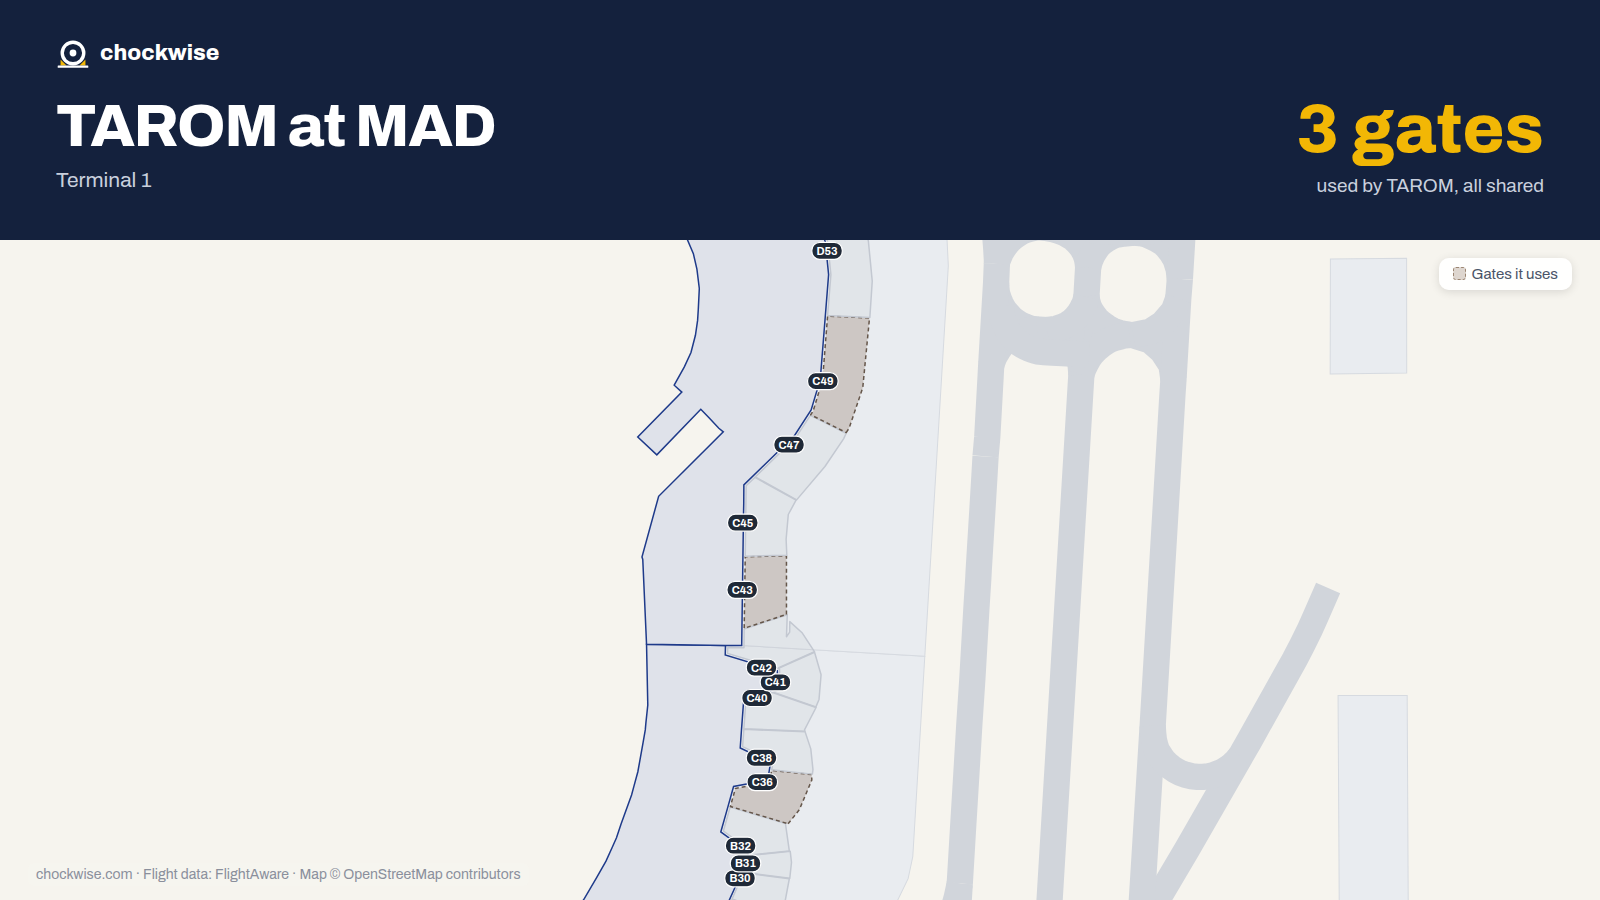 chockwise
TAROM at MAD
Terminal 1
3 gates
used by TAROM, all shared
Gates it uses
D53
C49
C47
C45
C43
C42
C41
C40
C38
C36
B32
B31
B30
chockwise.com · Flight data: FlightAware · Map © OpenStreetMap contributors